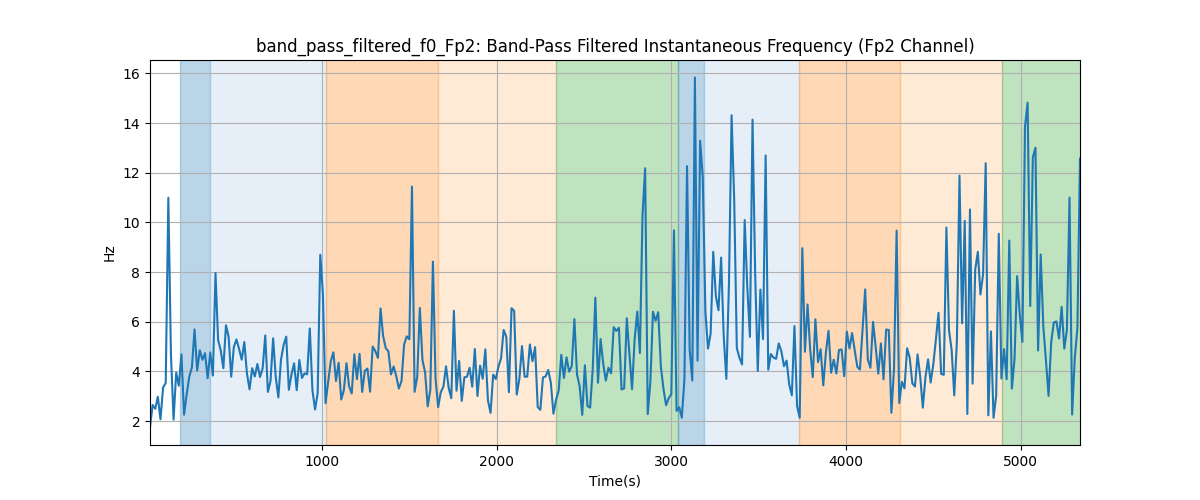 band_pass_filtered_f0_Fp2: Band-Pass Filtered Instantaneous Frequency (Fp2 Channel)
16
14
12
10
8
6
4
2
Hz
1000 2000 3000 4000 5000
Time(s)